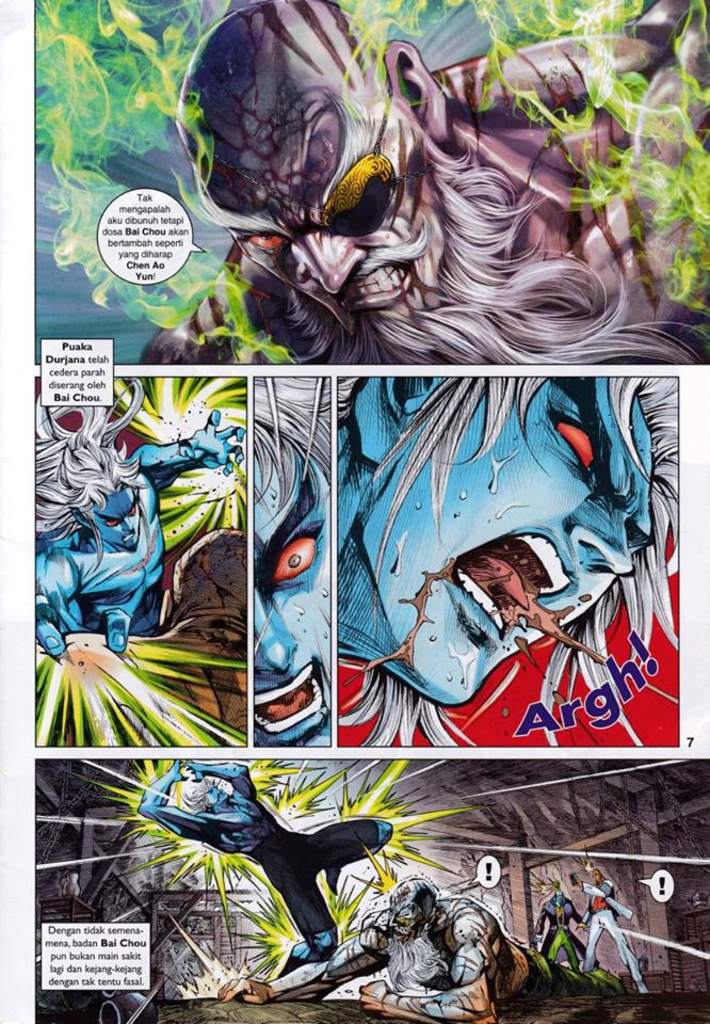 Tak
mengapalah
aku dibunuh tetapi
dosa Bai Chou akan
bertambah seperti
yang diharap
Chen Ao
Yun!
Puaka
Durjana telah
cedera parah
diserang oleh
Bai Chou.
Argh!
7
!
!
Dengan tidak semena-
mena, badan Bai Chou
pun bukan main sakit
lagi dan kejang-kejang
dengan tak tentu fasal.